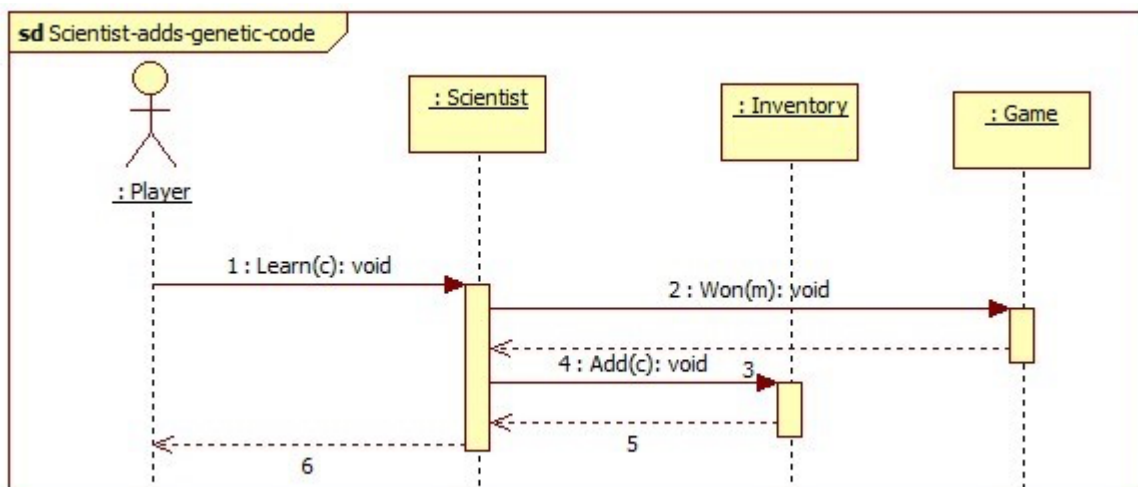 sd Scientist-adds-genetic-code
: Scientist
: Inventory
: Game
: Player
1 : Learn(c): void
2 : Won(m): void
4 : Add(c): void
3
5
6